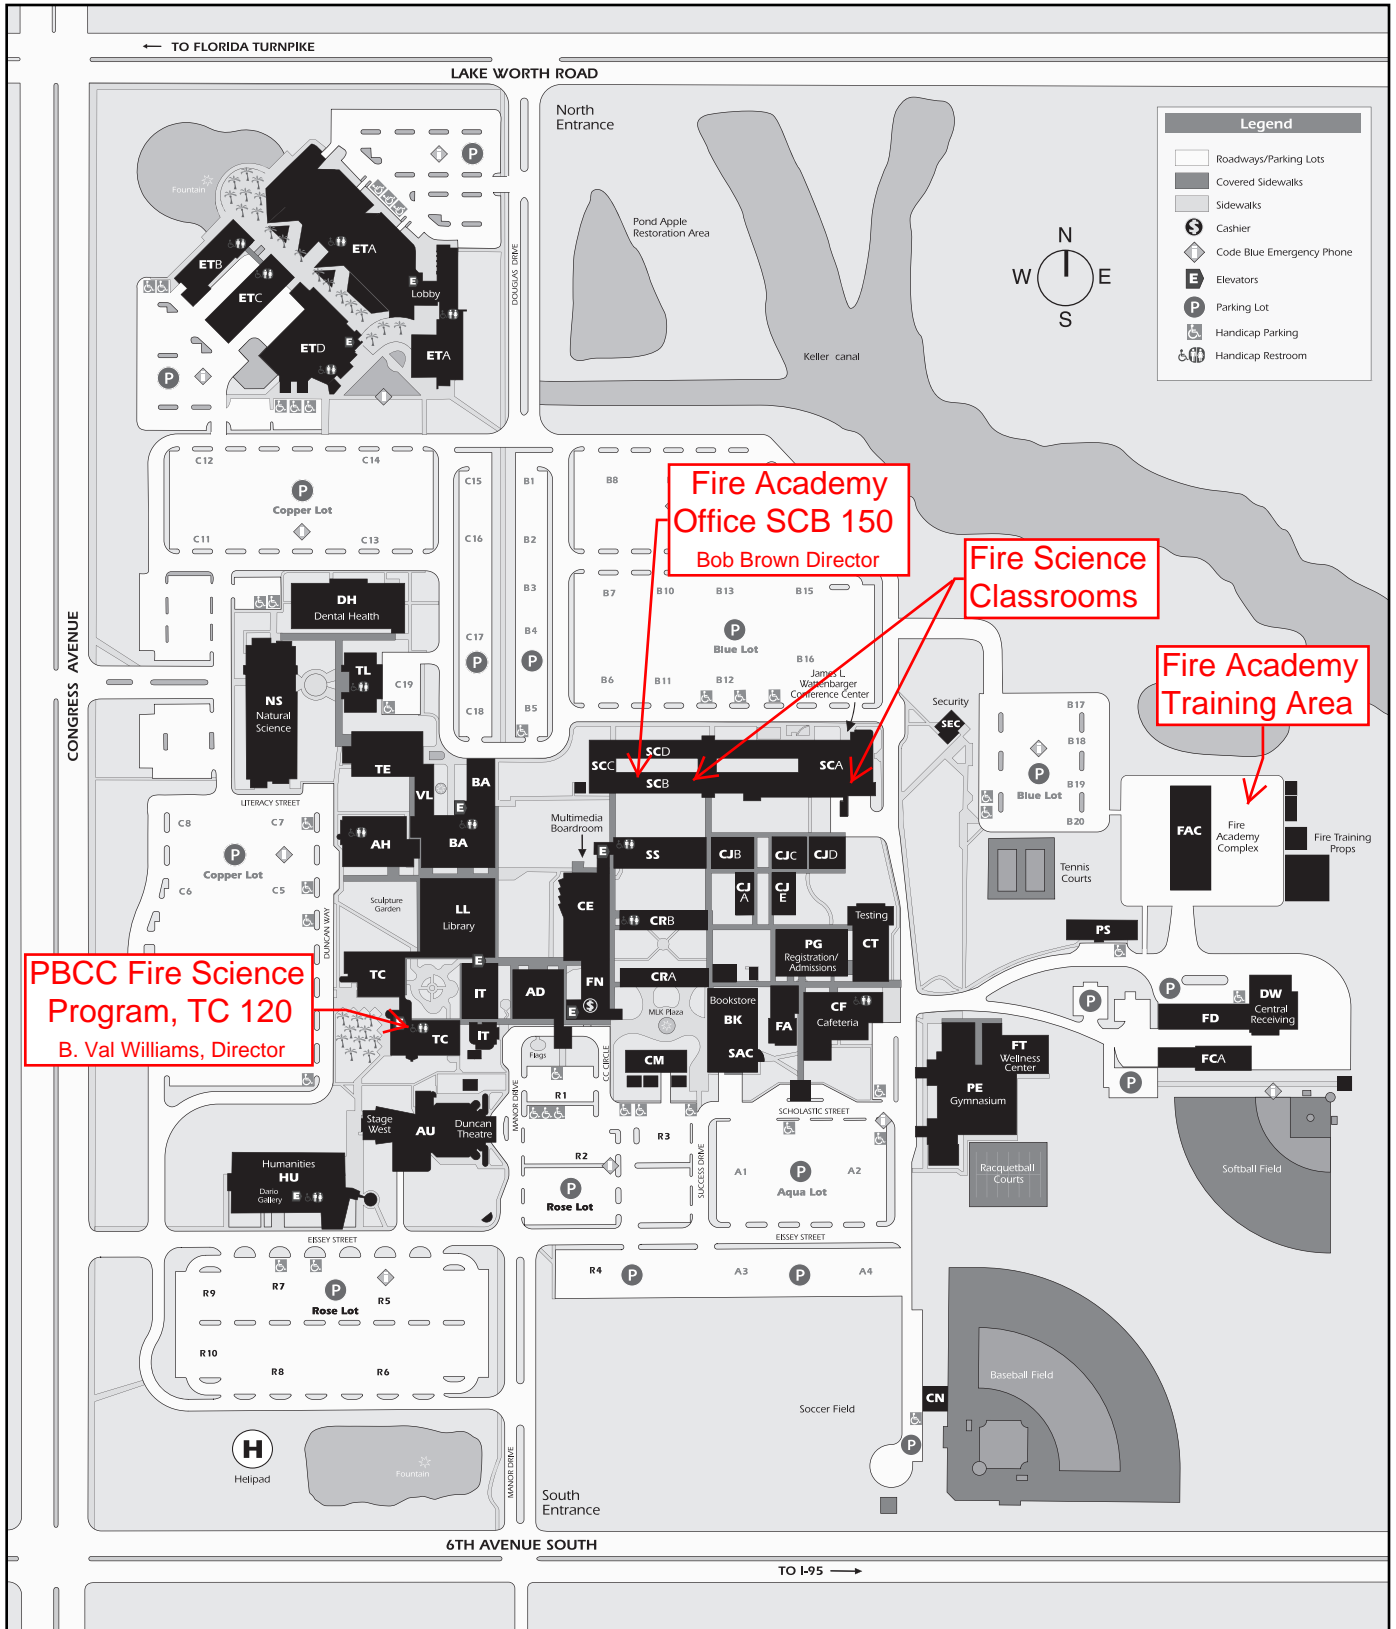 TO FLORIDA TURNPIKE
LAKE WORTH ROAD
North
Entrance
Legend
Roadways/Parking Lots
Covered Sidewalks
Sidewalks
Cashier
Code Blue Emergency Phone
E Elevators
P Parking Lot
Handicap Parking
Handicap Restroom
N
W E
S
Fountain
P
Pond Apple
Restoration Area
DOUGLAS DRIVE
ETA
ETB
ETC
E
Lobby
ETD
E
ETA
P
Keller canal
C12 C14
P
Copper Lot
C11 C13
C15 B1 B8
C16 B2
B3
C17 B4
P P
C18 B5
Fire Academy
Office SCB 150
Bob Brown Director
Fire Science
Classrooms
B7 B10 B13 B15
P
Blue Lot
B16
B6 B11 B12
James L.
Wattenbarger
Conference Center
Fire Academy
Training Area
CONGRESS AVENUE
DH
Dental Health
TL
C19
NS
Natural
Science
Security
SEC
B17
B18
P
Blue Lot
B19
B20
SCD
SCC SCA
SCB
TE
BA
VL
E
BA
LITERACY STREET
C8 C7
P
Copper Lot
C6 C5
AH
Multimedia
Boardroom
E SS CJB CJC CJD
FAC
Fire
Academy
Complex
Fire Training
Props
Tennis
Courts
CJ
A
CJ
E
Sculpture
Garden
LL
Library
CE
CRB
Testing
CT
PG
Registration/
Admissions
PS
DUNCAN WAY
PBCC Fire Science
Program, TC 120
B. Val Williams, Director
TC
E
IT
AD
FN
E
CRA
Bookstore
BK
SAC
FA
CF
Cafeteria
MLK Plaza
TC
IT
Flags
CC CIRCLE
CM
P
P
DW
Central
Receiving
FD
FCA
P
FT
Wellness
Center
PE
Gymnasium
MANOR DRIVE
R1
SCHOLASTIC STREET
Stage
West
AU
Duncan
Theatre
R3
R2
SUCCESS DRIVE
A1 P A2
Aqua Lot
P
Rose Lot
Racquetball
Courts
Softball Field
Humanities
HU
Dario
Gallery
E
EISSEY STREET
EISSEY STREET
R4 P A3 P A4
R7
R9 P R5
Rose Lot
R10
R8 R6
Baseball Field
CN
Soccer Field
P
H
Helipad
Fountain
MANOR DRIVE
South
Entrance
6TH AVENUE SOUTH
TO I-95